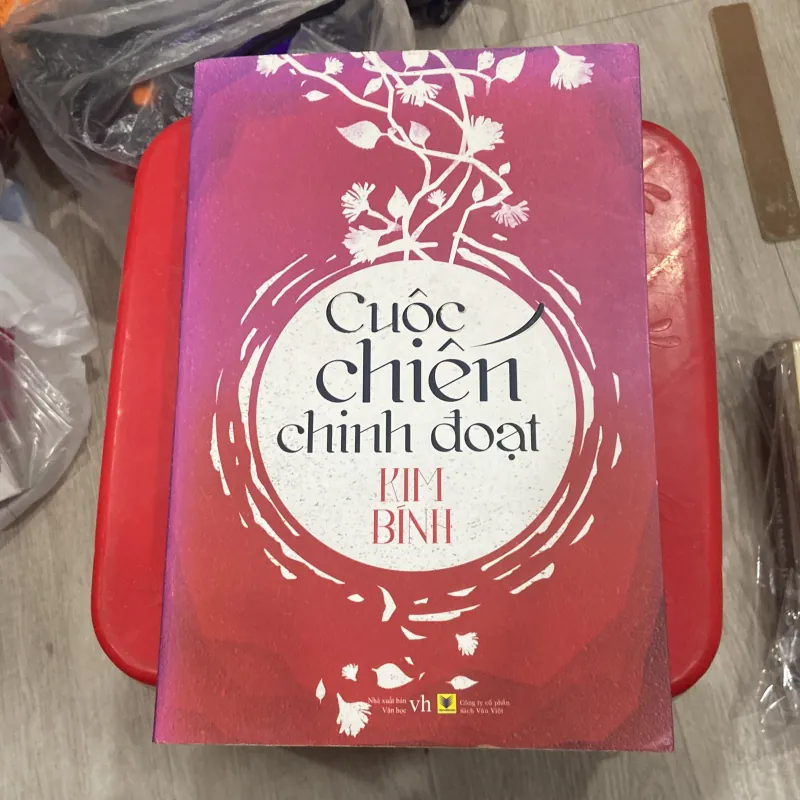 Cuộc
chiến
chinh đoạt
KIM
BÍNH
Nhà xuất bản
Văn học
vh
Công ty cổ phần
sách Văn Việt